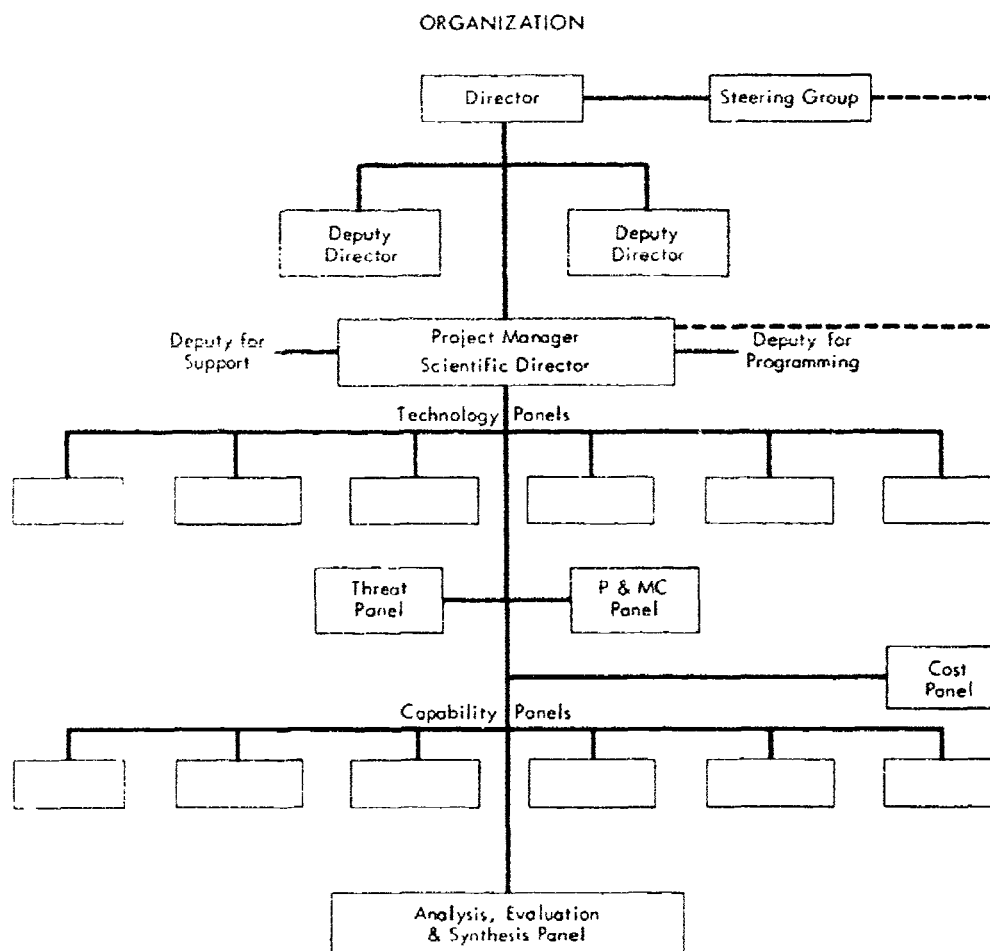 ORGANIZATION
Director
Steering Group
Deputy
Director
Deputy
Director
Deputy for
Support
Project Manager
Scientific Director
Deputy for
Programming
Technology Panels
Threat
Panel
P & MC
Panel
Cost
Panel
Capability Panels
Analysis, Evaluation
& Synthesis Panel